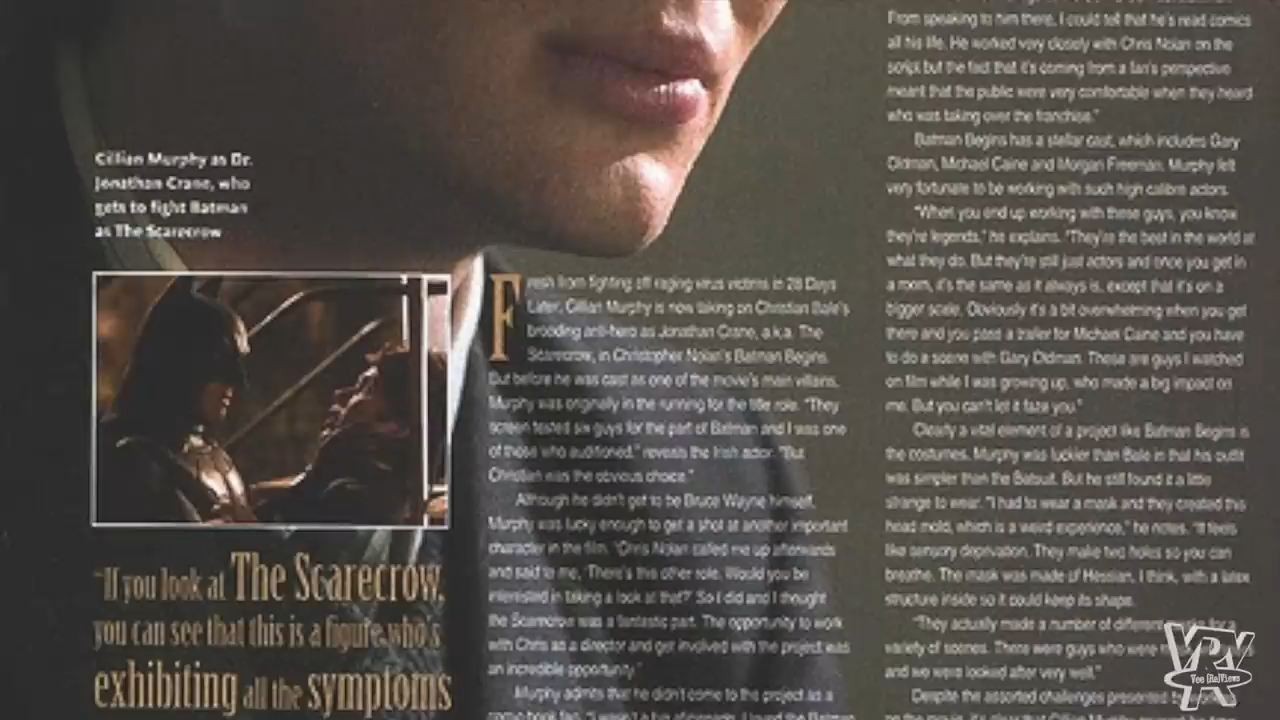 Cillian Murphy as Dr.
Jonathan Crane, who
gets to fight Batman
as The Scarecrow
"If you look at The Scarecrow,
you can see that this is a figure who's
exhibiting all the symptoms
Fresh from fighting off raging virus victims in 28 Days
Later, Cillian Murphy is now taking on Christian Bale's
brooding anti-hero as Jonathan Crane, a.k.a. The
Scarecrow, in Christopher Nolan's Batman Begins.
But before he was cast as one of the movie's main villains,
Murphy was originally in the running for the title role. "They
screen tested six guys for the part of Batman and I was one
of those who auditioned," reveals the Irish actor. "But
Christian was the obvious choice."
Although he didn't get to be Bruce Wayne himself,
Murphy was lucky enough to get a shot at another important
character in the film. "Chris Nolan called me up afterwards
and said to me, 'There's this other role. Would you be
interested in taking a look at that?' So I did and I thought
the Scarecrow was a fantastic part. The opportunity to work
with Chris as a director and get involved with the project was
an incredible opportunity."
Murphy admits that he didn't come to the project as a
comic book fan. "I wasn't a fan of
From speaking to him there, I could tell that he's read comics
all his life. He worked very closely with Chris Nolan on the
script but the fact that it's coming from a fan's perspective
meant that the public were very comfortable when they heard
who was taking over the franchise."
Batman Begins has a stellar cast, which includes Gary
Oldman, Michael Caine and Morgan Freeman. Murphy felt
very fortunate to be working with such high calibre actors.
"When you end up working with these guys, you know
they're legends," he explains. "They're the best in the world at
what they do. But they're still just actors and once you get in
a room, it's the same as it always is, except that it's on a
bigger scale. Obviously it's a bit overwhelming when you get
there and you pass a trailer for Michael Caine and you have
to do a scene with Gary Oldman. These are guys I watched
on film while I was growing up, who made a big impact on
me. But you can't let it faze you."
Clearly a vital element of a project like Batman Begins is
the costumes. Murphy was luckier than Bale in that his outfit
was simpler than the Batsuit. But he still found it a little
strange to wear. "I had to wear a mask and they created this
head mold, which is a weird experience," he notes. "It feels
like sensory deprivation. They make two holes so you can
breathe. The mask was made of Hessian, I think, with a latex
structure inside so it could keep its shape.
"They actually made a number of different for a
variety of scenes. There were guys who were
and we were looked after very well."
Despite the assorted challenges presented by
VRV
Vee (Re)Views